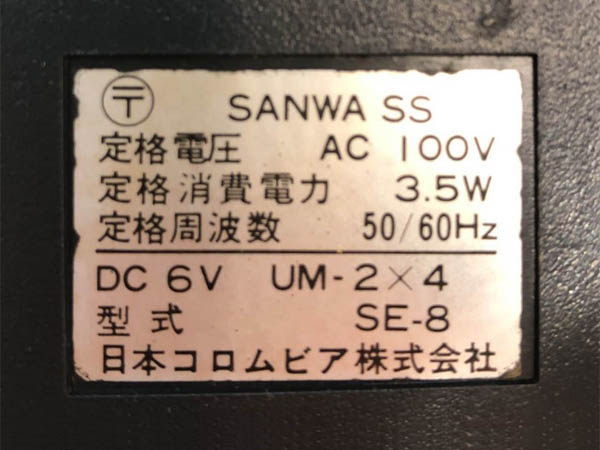 〶 SANWA SS
定格電圧 AC 100V
定格消費電力 3.5W
定格周波数 50/60Hz
DC 6V UM-2×4
型式 SE-8
日本コロムビア株式会社